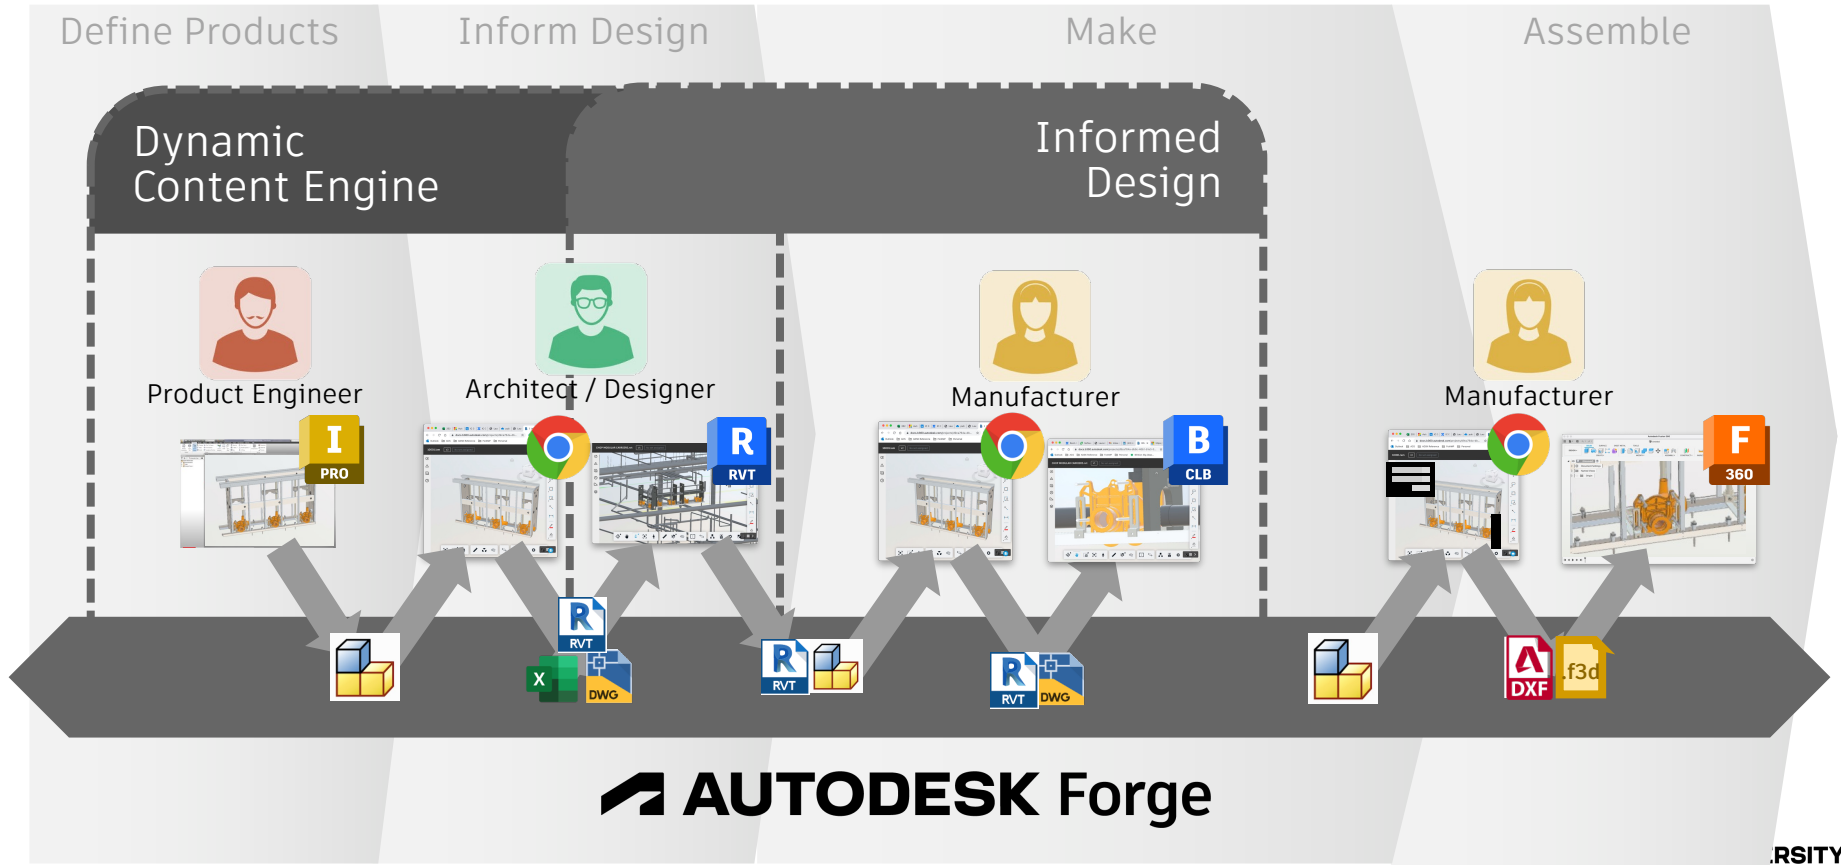 Define Products
Inform Design
Make
Assemble
Dynamic
Content Engine
Informed
Design
Product Engineer
Architect / Designer
Manufacturer
Manufacturer
I
PRO
R
RVT
B
CLB
F
360
R
RVT
X
DWG
R
RVT
R
RVT
DWG
DXF
.f3d
AUTODESK Forge
RSITY